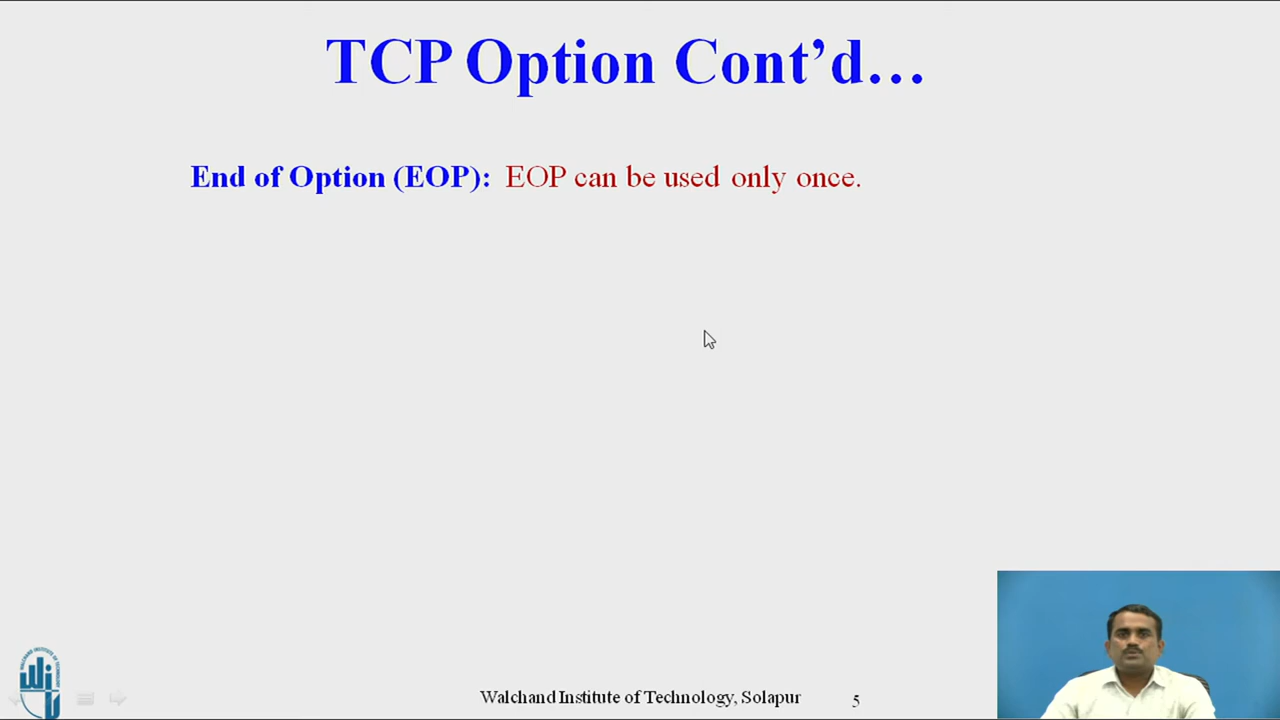 TCP Option Cont’d…
End of Option (EOP): EOP can be used only once.
Walchand Institute of Technology, Solapur 5